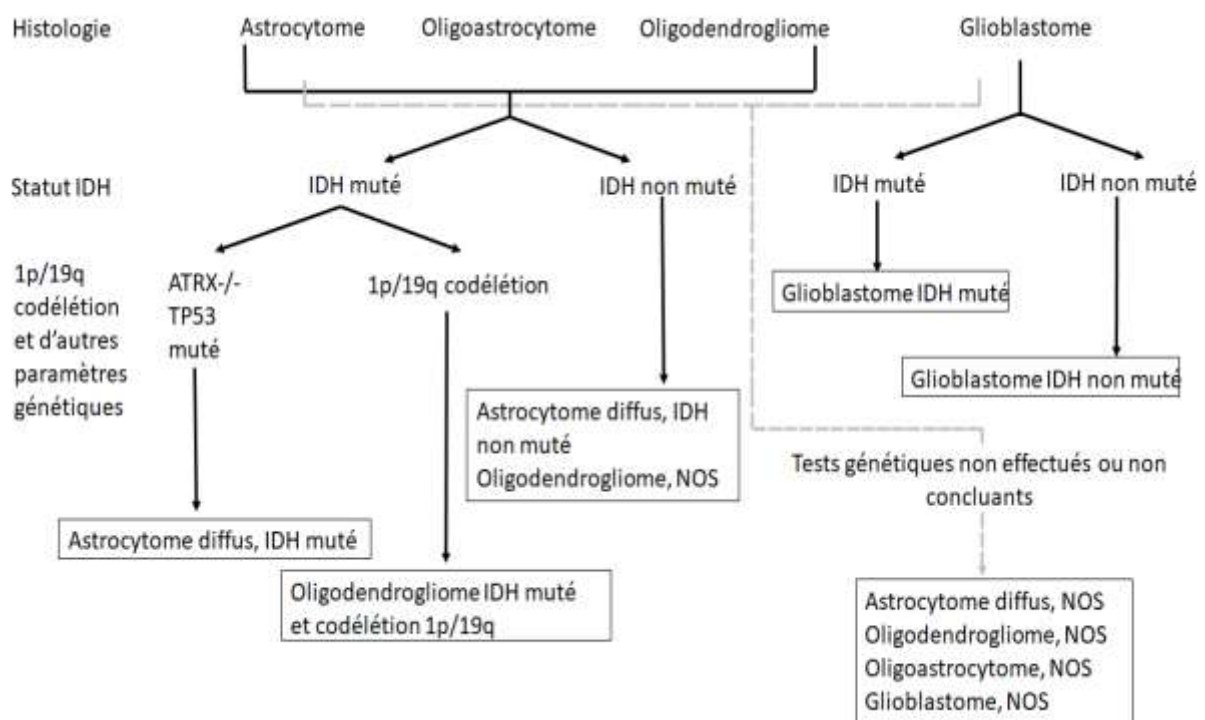 Histologie Astrocytome Oligoastrocytome Oligodendrogliome Glioblastome
Statut IDH IDH muté IDH non muté IDH muté IDH non muté
1p/19q
codélétion
et d'autres
paramètres
génétiques
ATRX-/-
TP53
muté
1p/19q codélétion
Glioblastome IDH muté
Glioblastome IDH non muté
Astrocytome diffus, IDH
non muté
Oligodendrogliome, NOS
Tests génétiques non effectués ou non
concluants
Astrocytome diffus, IDH muté
Oligodendrogliome IDH muté
et codélétion 1p/19q
Astrocytome diffus, NOS
Oligodendrogliome, NOS
Oligoastrocytome, NOS
Glioblastome, NOS